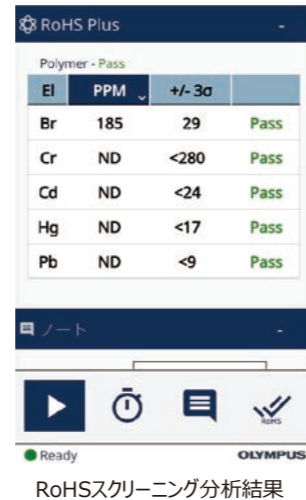 RoHS Plus -
Polymer - Pass
El PPM +/- 3σ
Br 185 29 Pass
Cr ND <280 Pass
Cd ND <24 Pass
Hg ND <17 Pass
Pb ND <9 Pass
ノート -
RoHS
Ready OLYMPUS
RoHSスクリーニング分析結果